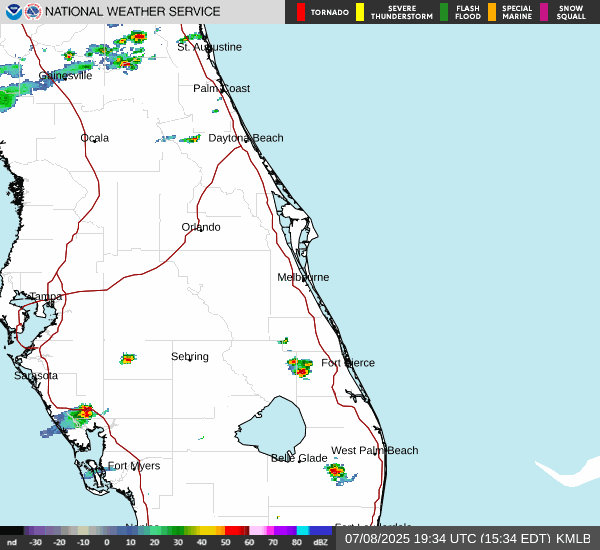 NATIONAL WEATHER SERVICE
TORNADO
SEVERE THUNDERSTORM
FLASH FLOOD
SPECIAL MARINE
SNOW SQUALL
St. Augustine
Gainesville
Palm Coast
Ocala
Daytona Beach
Orlando
Melbourne
Tampa
Sebring
Fort Pierce
Sarasota
West Palm Beach
Belle Glade
Fort Myers
Fort Lauderdale
nd -30 -20 -10 0 10 20 30 40 50 60 70 80 dBZ
07/08/2025 19:34 UTC (15:34 EDT) KMLB